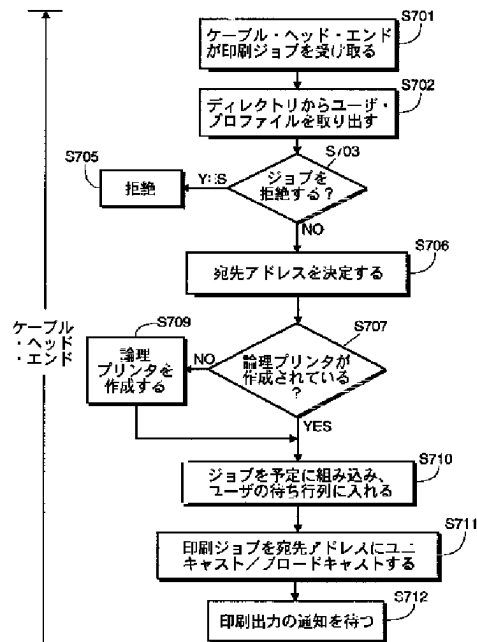 S701
ケーブル・ヘッド・エンド
が印刷ジョブを受け取る
S702
ディレクトリからユーザ・
プロファイルを取り出す
S703
ジョブを
拒絶する?
S705
YES
拒絶
NO
S706
宛先アドレスを決定する
ケーブル
・ヘッド
・エンド
S707
論理プリンタが
作成されている
?
S709
NO
論理
プリンタを
作成する
YES
S710
ジョブを予定に組み込み、
ユーザの待ち行列に入れる
S711
印刷ジョブを宛先アドレスにユニ
キャスト/ブロードキャストする
S712
印刷出力の通知を待つ